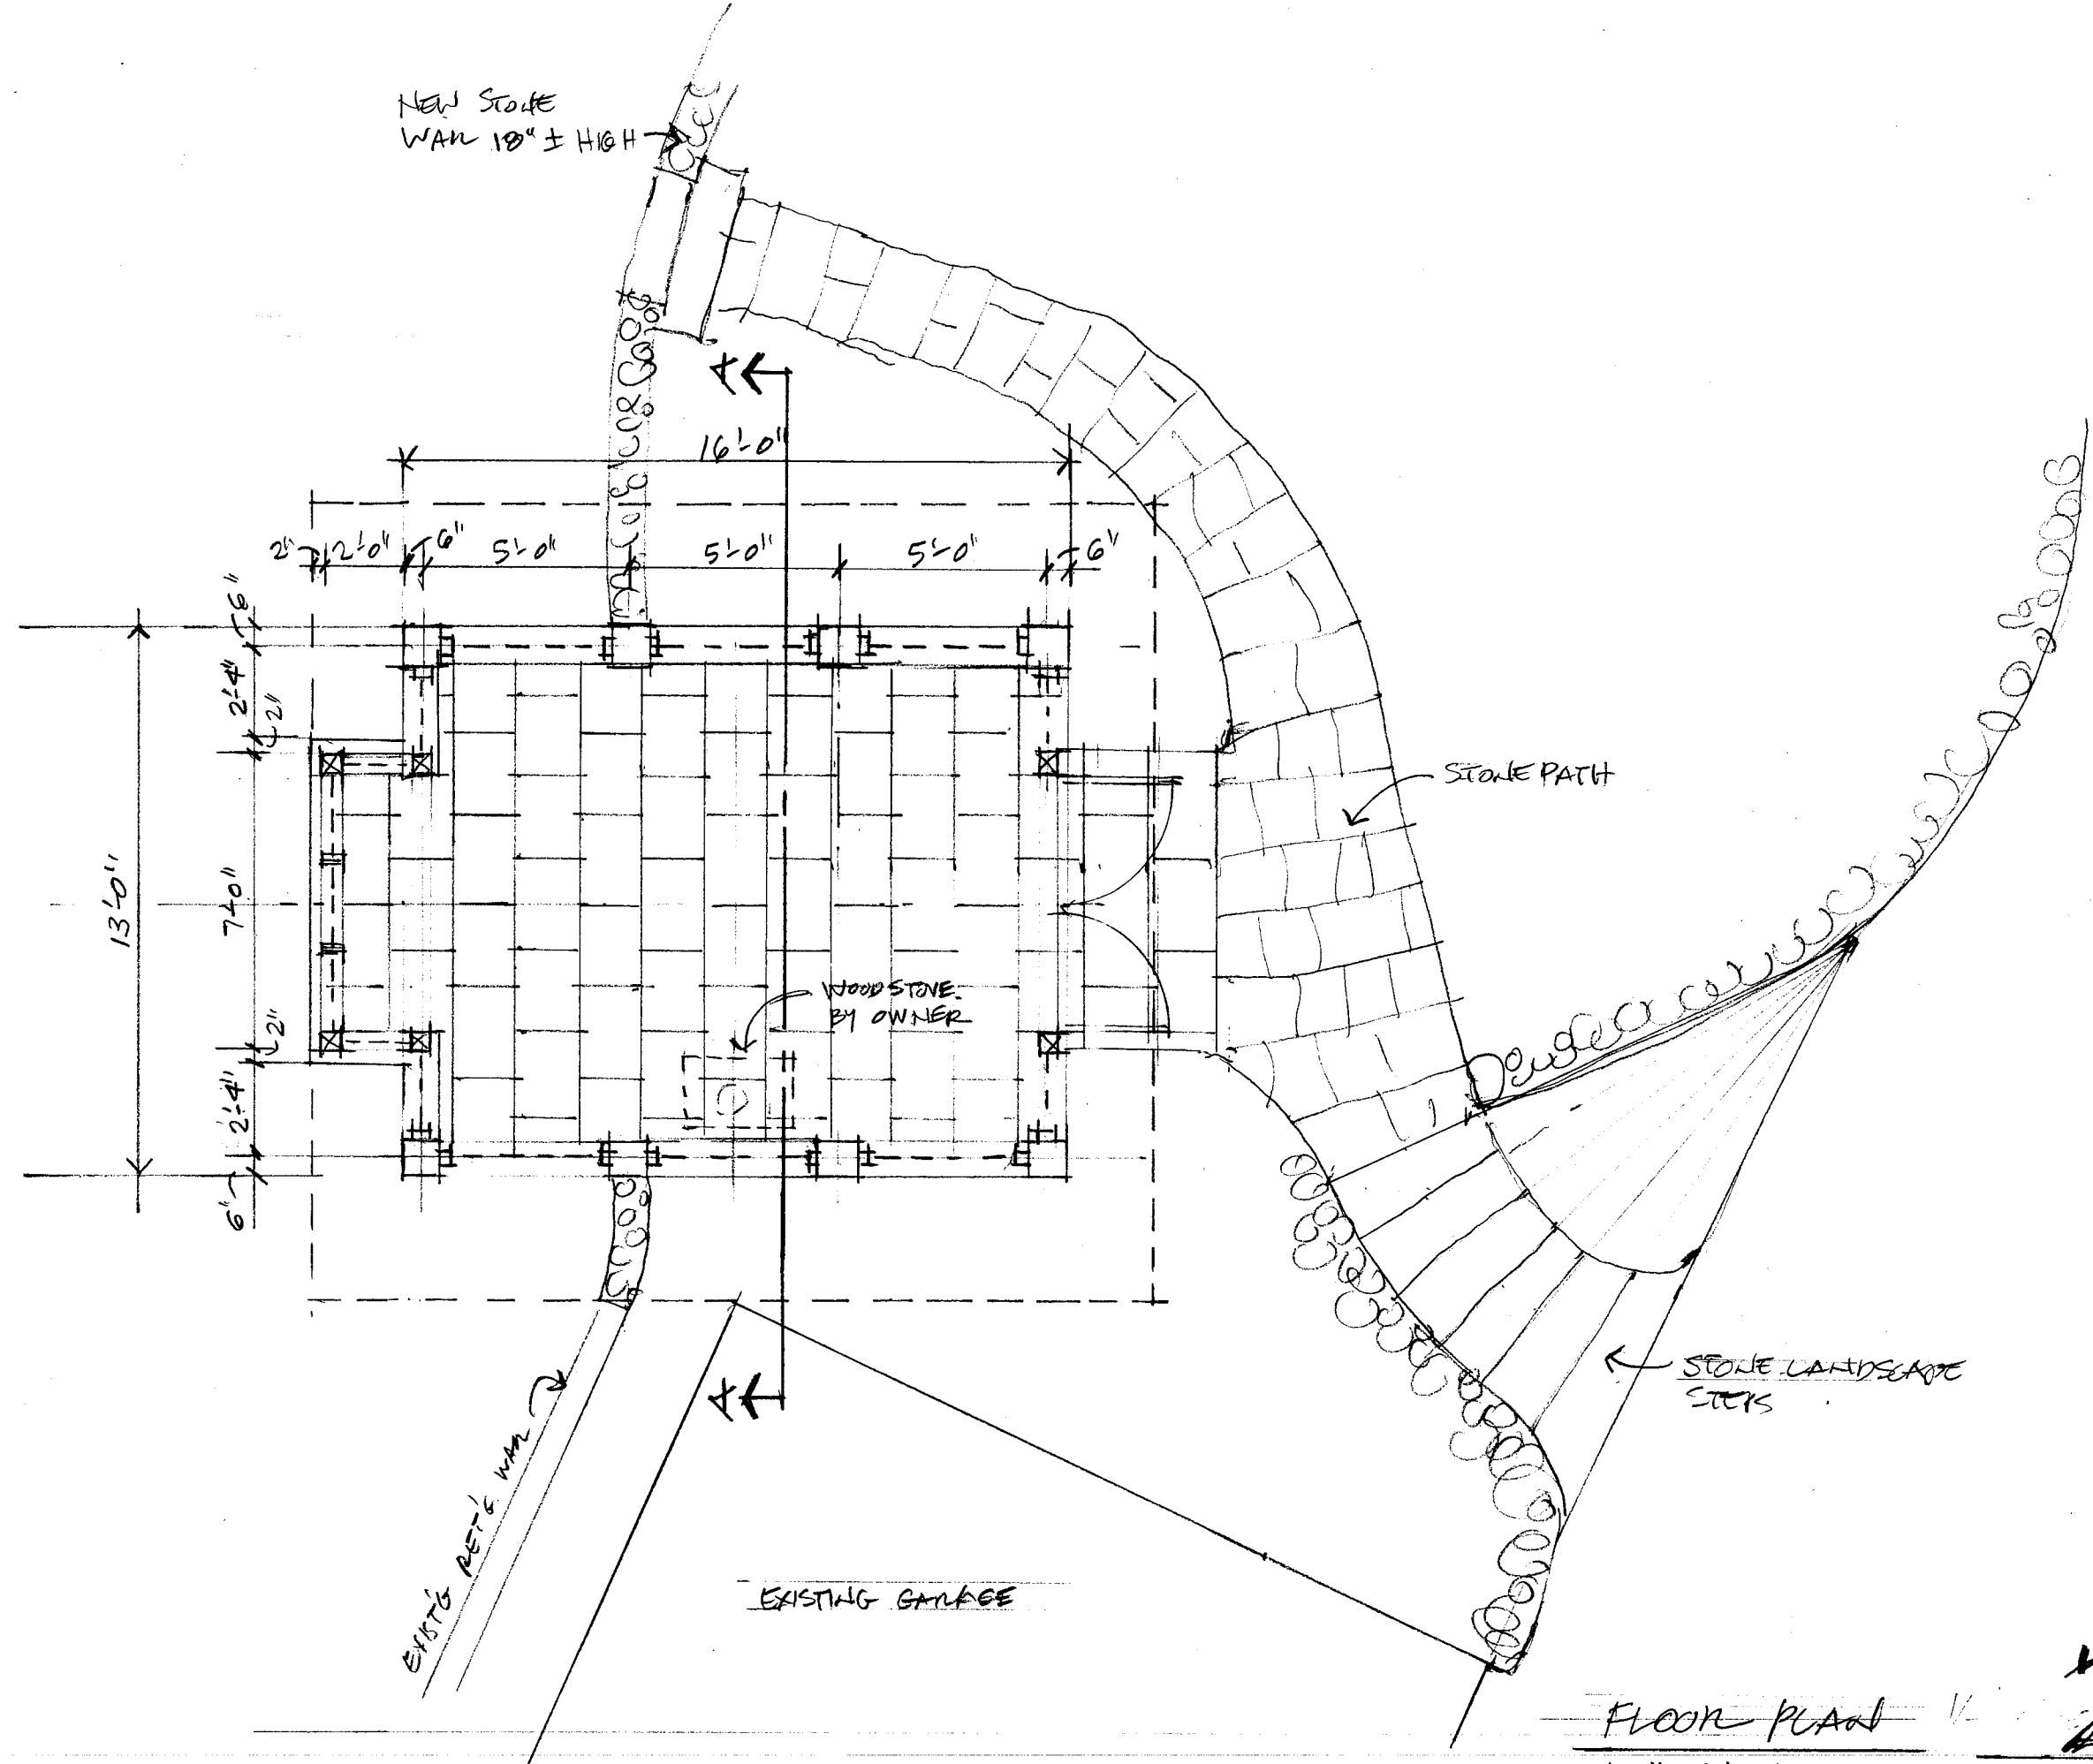 NEW STONE
WALL 18" ± HIGH
A
16'-0"
2"
2'-0"
6"
5'-0"
5'-0"
5'-0"
6"
6"
2'-4"
2"
13'-0"
7'-0"
2"
2'-4"
6"
STONE PATH
WOODSTOVE
BY OWNER
A
STONE LANDSCAPE
STEPS
EXIST'G RET'G WALL
EXISTING GARAGE
FLOOR PLAN